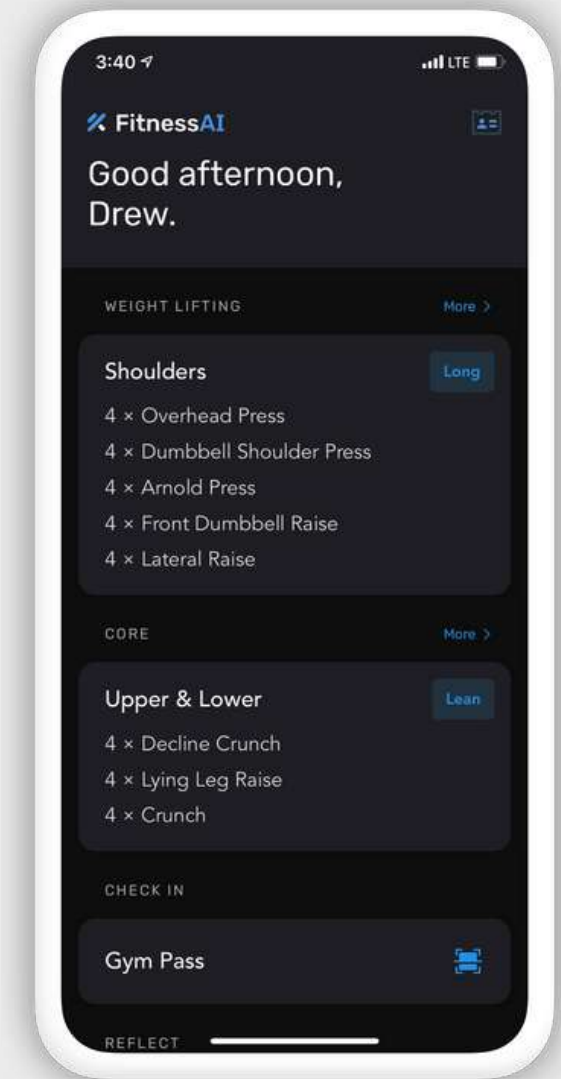 3:40
LTE
FitnessAI
Good afternoon,
Drew.
WEIGHT LIFTING
More >
Shoulders
Long
4 × Overhead Press
4 × Dumbbell Shoulder Press
4 × Arnold Press
4 × Front Dumbbell Raise
4 × Lateral Raise
CORE
More >
Upper & Lower
Lean
4 × Decline Crunch
4 × Lying Leg Raise
4 × Crunch
CHECK IN
Gym Pass
REFLECT